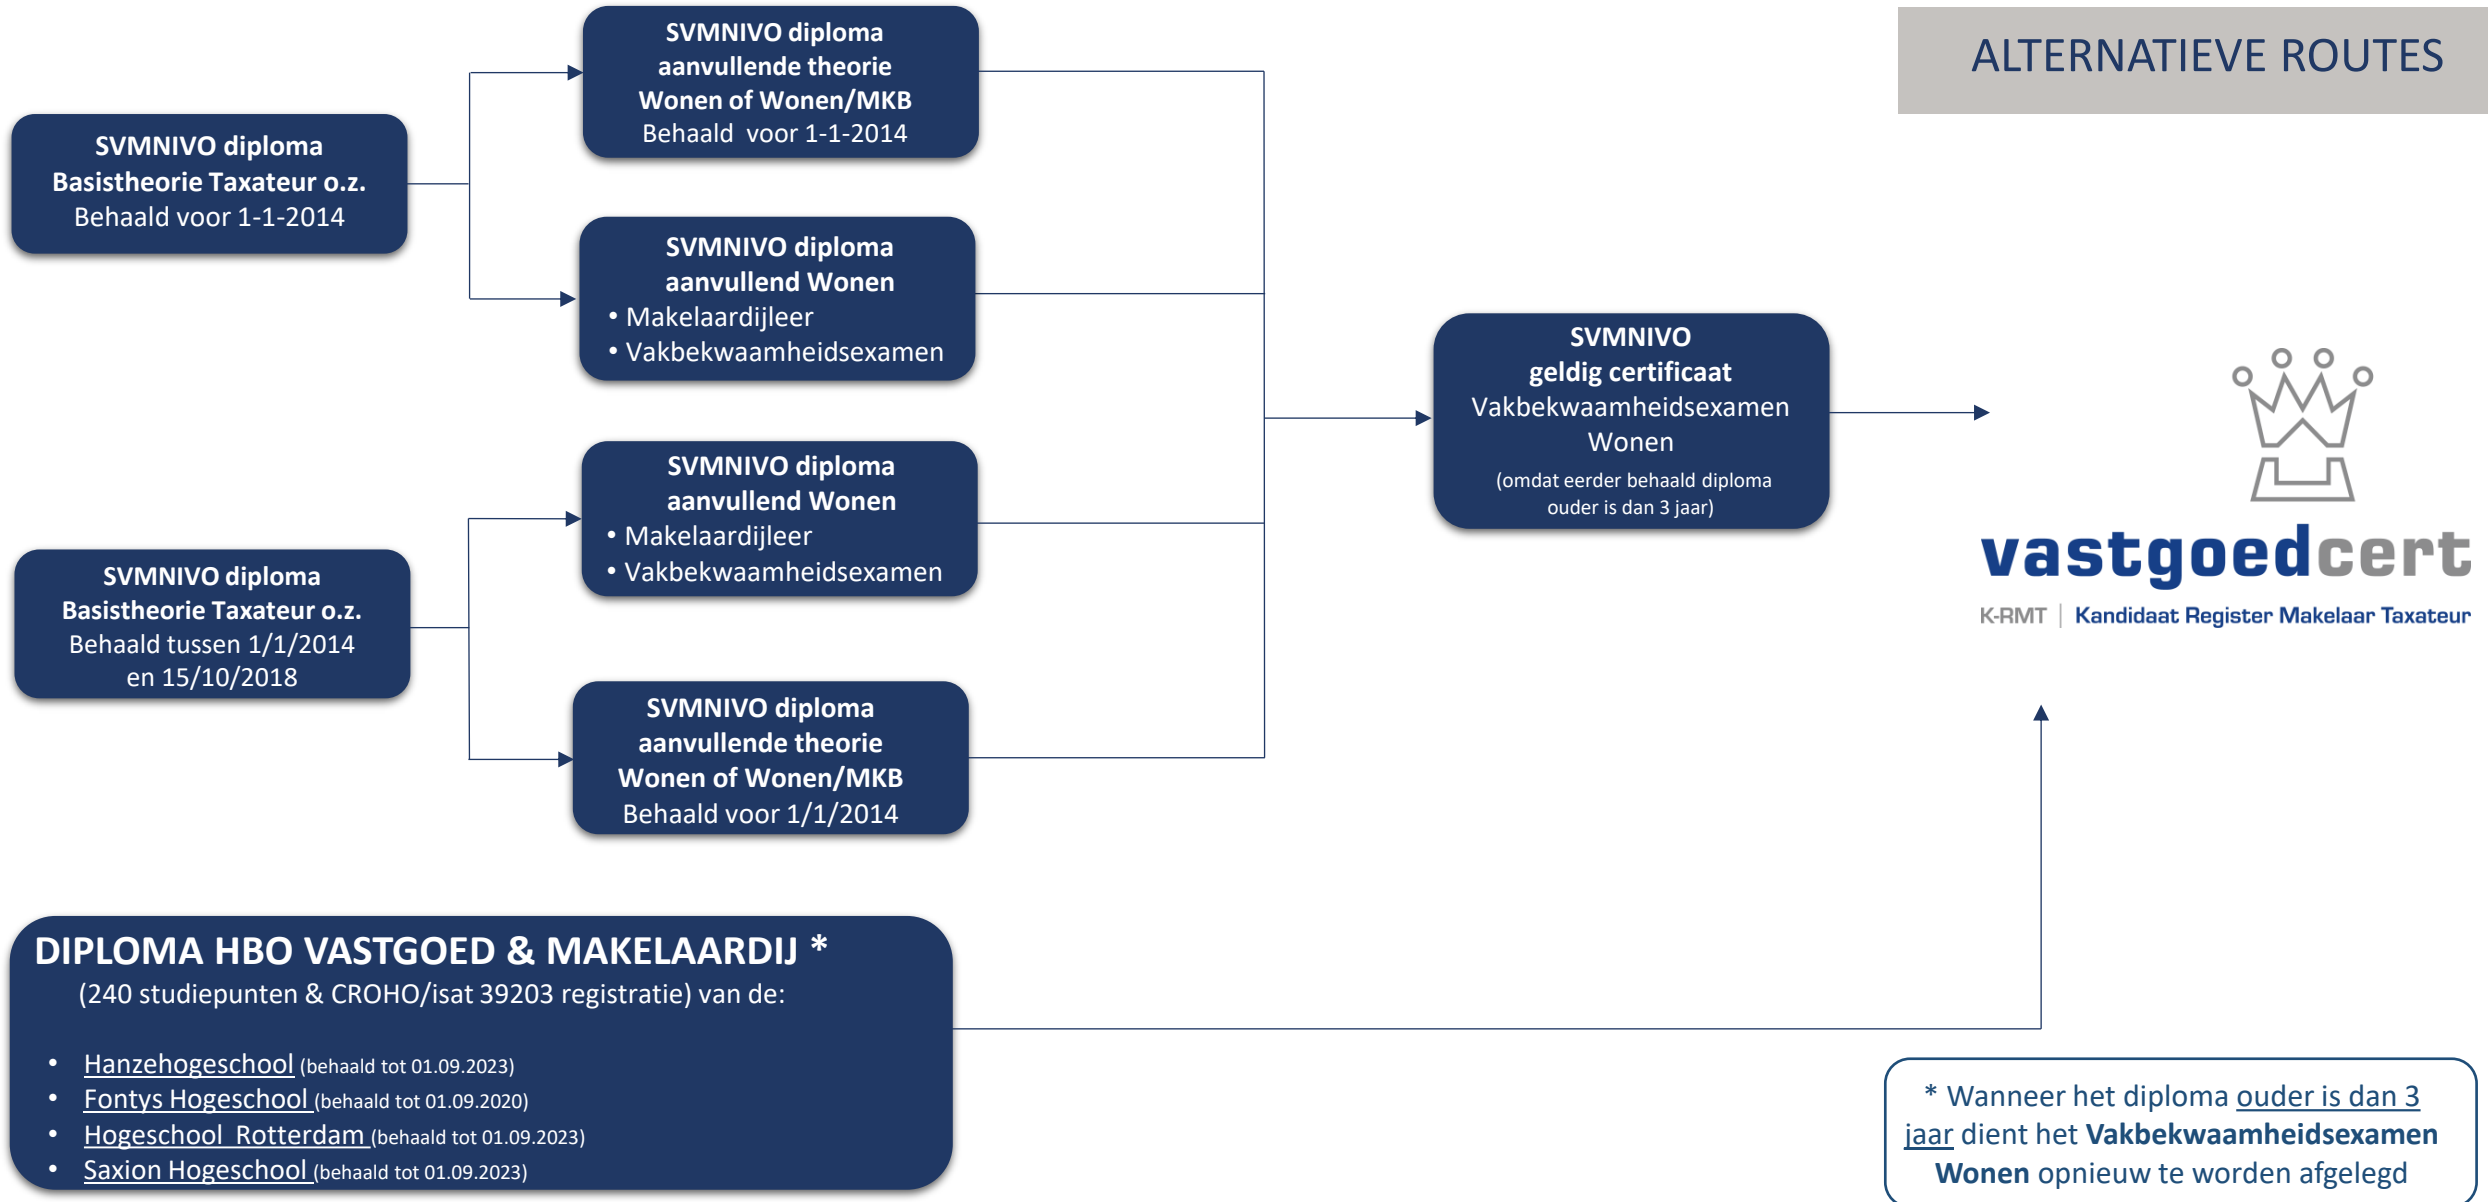 ALTERNATIEVE ROUTES
SVMNIVO diploma
Basistheorie Taxateur o.z.
Behaald voor 1-1-2014
SVMNIVO diploma
aanvullende theorie
Wonen of Wonen/MKB
Behaald voor 1-1-2014
SVMNIVO diploma
aanvullend Wonen
• Makelaardijleer
• Vakbekwaamheidsexamen
SVMNIVO diploma
Basistheorie Taxateur o.z.
Behaald tussen 1/1/2014
en 15/10/2018
SVMNIVO diploma
aanvullend Wonen
• Makelaardijleer
• Vakbekwaamheidsexamen
SVMNIVO diploma
aanvullende theorie
Wonen of Wonen/MKB
Behaald voor 1/1/2014
SVMNIVO
geldig certificaat
Vakbekwaamheidsexamen
Wonen
(omdat eerder behaald diploma
ouder is dan 3 jaar)
vastgoedcert
K-RMT | Kandidaat Register Makelaar Taxateur
DIPLOMA HBO VASTGOED & MAKELAARDIJ *
(240 studiepunten & CROHO/isat 39203 registratie) van de:
• Hanzehogeschool (behaald tot 01.09.2023)
• Fontys Hogeschool (behaald tot 01.09.2020)
• Hogeschool Rotterdam (behaald tot 01.09.2023)
• Saxion Hogeschool (behaald tot 01.09.2023)
* Wanneer het diploma ouder is dan 3
jaar dient het Vakbekwaamheidsexamen
Wonen opnieuw te worden afgelegd